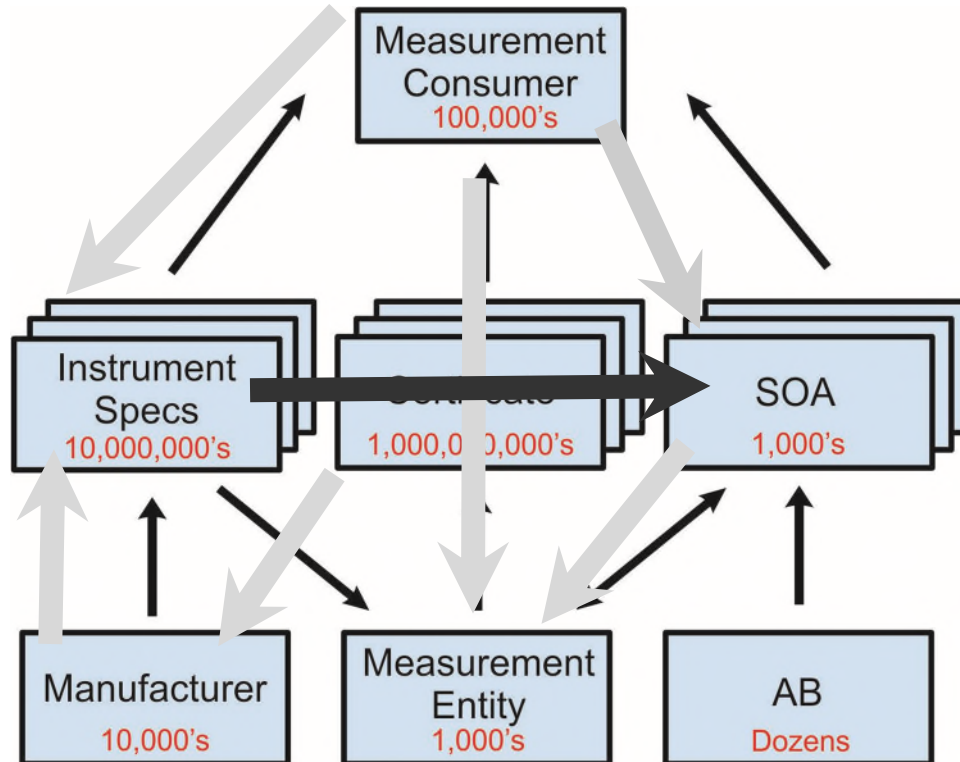 Measurement
Consumer
100,000's
Instrument
Specs
10,000,000's
SOA
1,000's
Manufacturer
10,000's
Measurement
Entity
1,000's
AB
Dozens